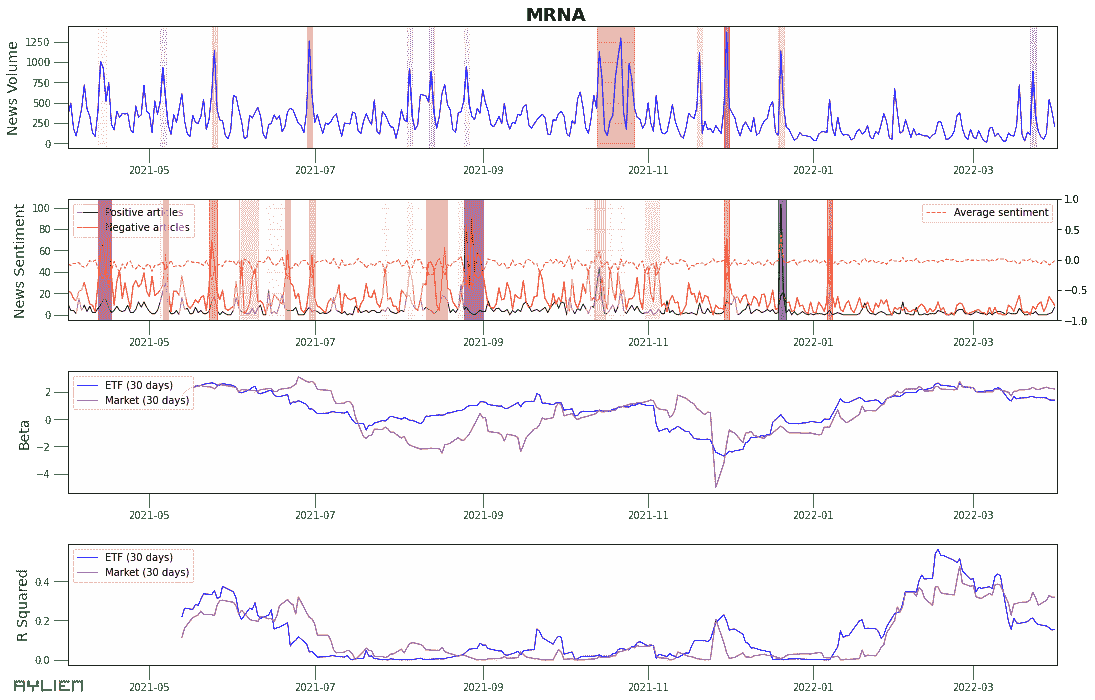 MRNA
News Volume
1250
1000
750
500
250
0
2021-05 2021-07 2021-09 2021-11 2022-01 2022-03
News Sentiment
100
80
60
40
20
0
Positive articles
Negative articles
Average sentiment
1.0
0.5
0.0
−0.5
−1.0
2021-05 2021-07 2021-09 2021-11 2022-01 2022-03
Beta
2
0
−2
−4
ETF (30 days)
Market (30 days)
2021-05 2021-07 2021-09 2021-11 2022-01 2022-03
R Squared
0.4
0.2
0.0
ETF (30 days)
Market (30 days)
2021-05 2021-07 2021-09 2021-11 2022-01 2022-03
AYLIEN